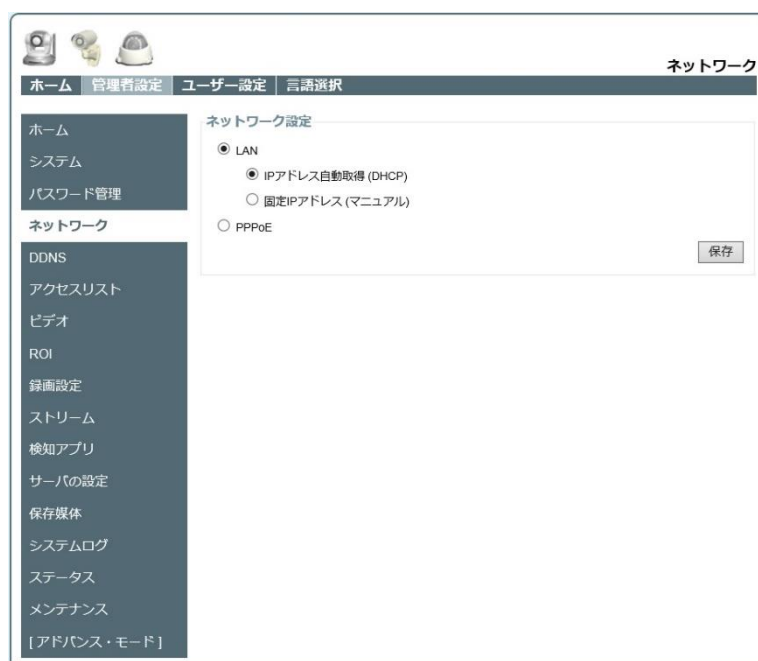 ネットワーク
ホーム 管理者設定 ユーザー設定 言語選択
ホーム
システム
パスワード管理
ネットワーク
DDNS
アクセスリスト
ビデオ
ROI
録画設定
ストリーム
検知アプリ
サーバの設定
保存媒体
システムログ
ステータス
メンテナンス
[アドバンス・モード]
ネットワーク設定
LAN
IPアドレス自動取得 (DHCP)
固定IPアドレス (マニュアル)
PPPoE
保存